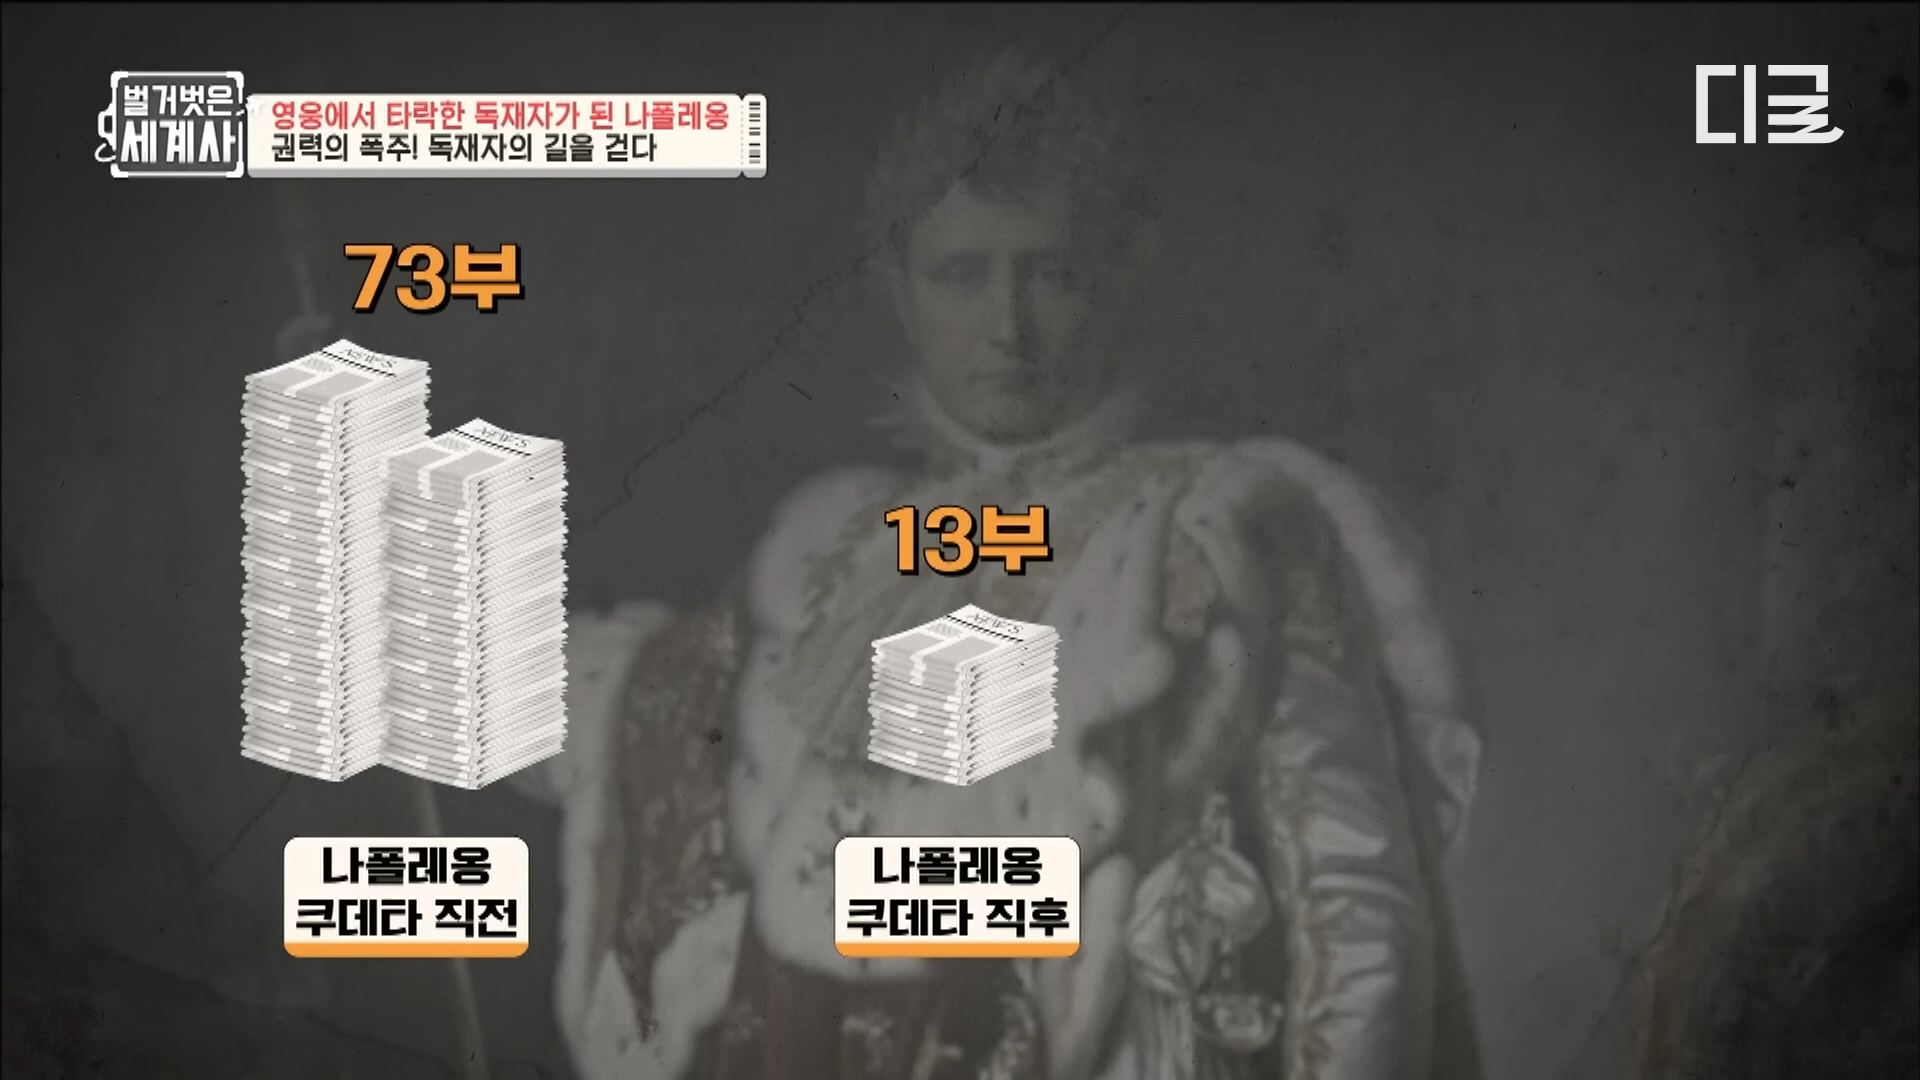 벌거벗은
세계사
영웅에서 타락한 독재자가 된 나폴레옹
권력의 폭주! 독재자의 길을 걷다
디글
73부
NEWS
NEWS
13부
NEWS
나폴레옹
쿠데타 직전
나폴레옹
쿠데타 직후